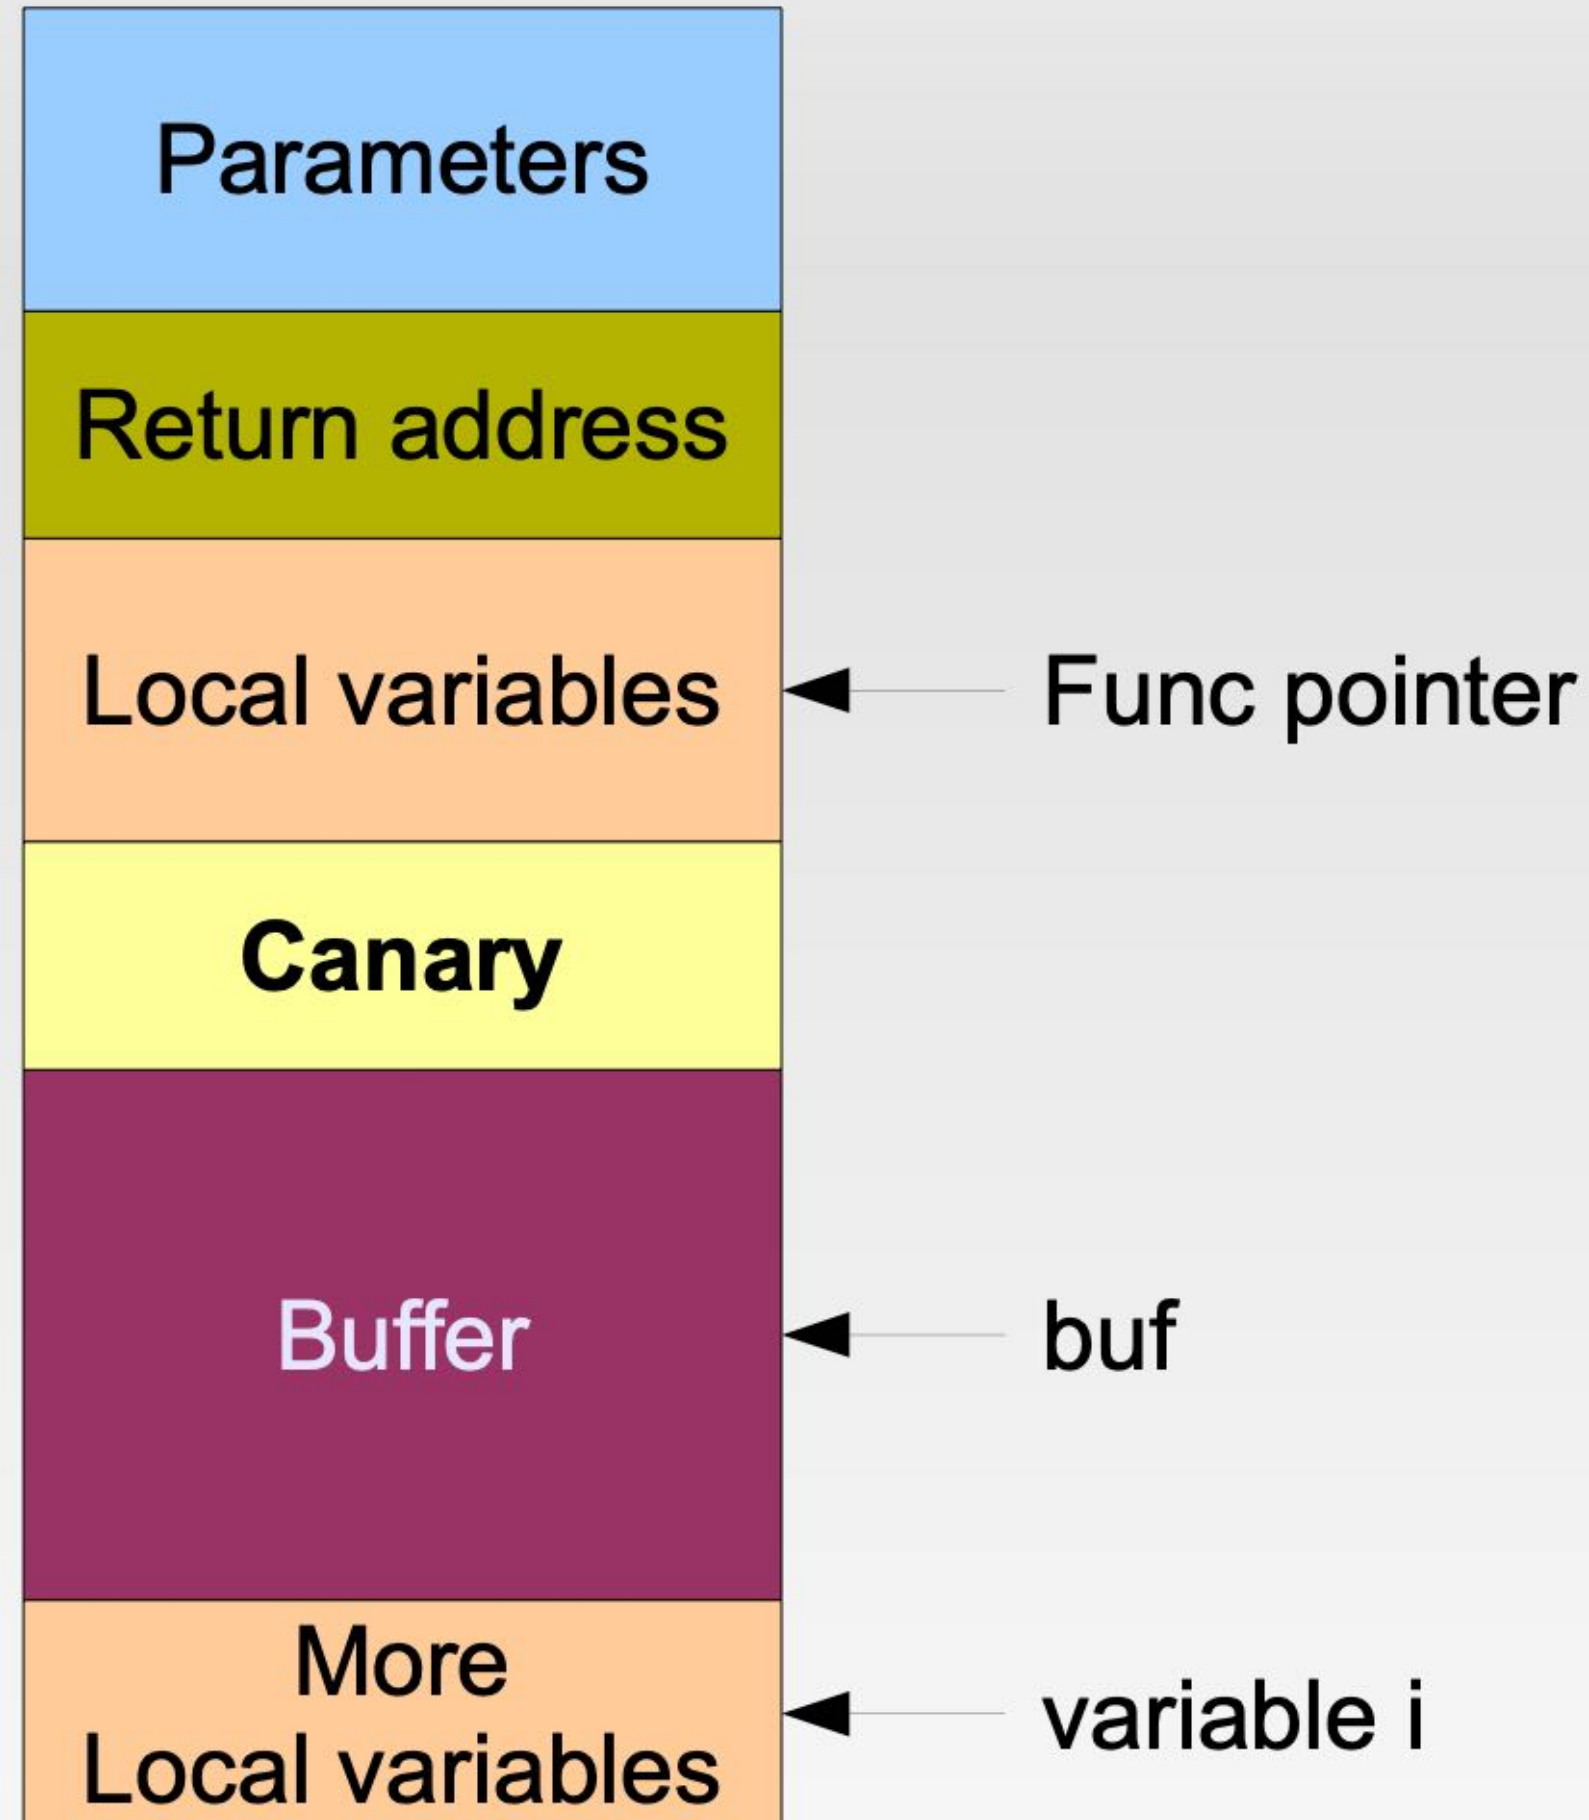 Parameters
Return address
Local variables
Func pointer
Canary
Buffer
buf
More
Local variables
variable i